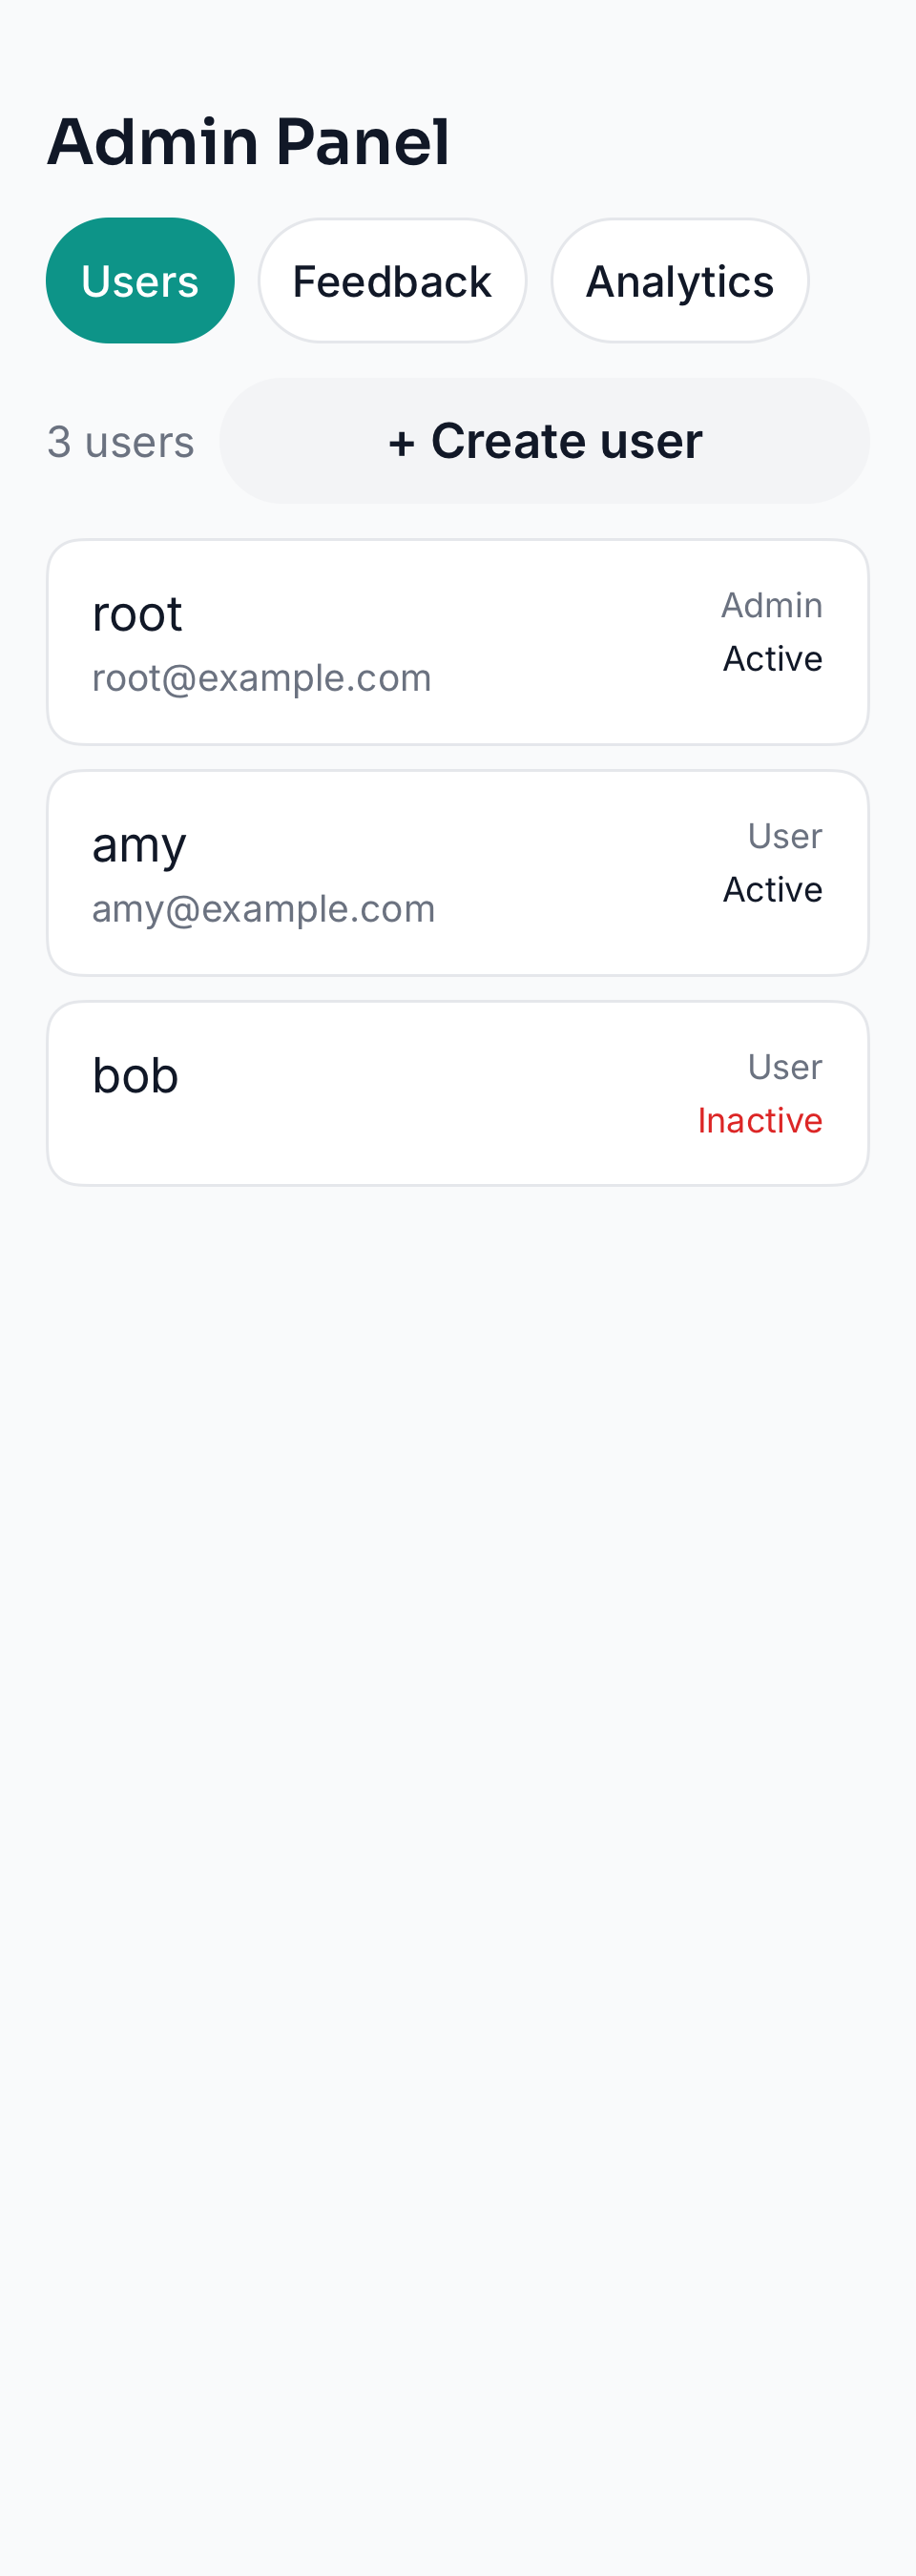 Admin Panel
Users Feedback Analytics
3 users + Create user
root Admin
root@example.com Active
amy User
amy@example.com Active
bob User
Inactive